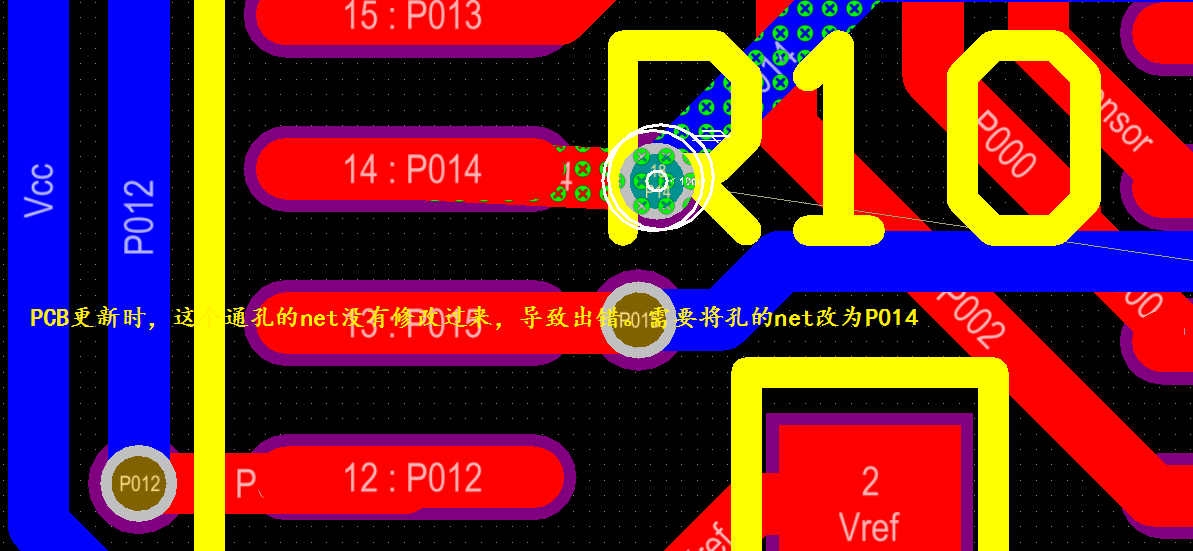 15 : P013
R10
14 : P014
P000
Vcc
P012
PCB更新时，这个通孔的net没有修改过来，导致出错。需要将孔的net改为P014
13 : P015
P002
P012
P
12 : P012
2
Vref